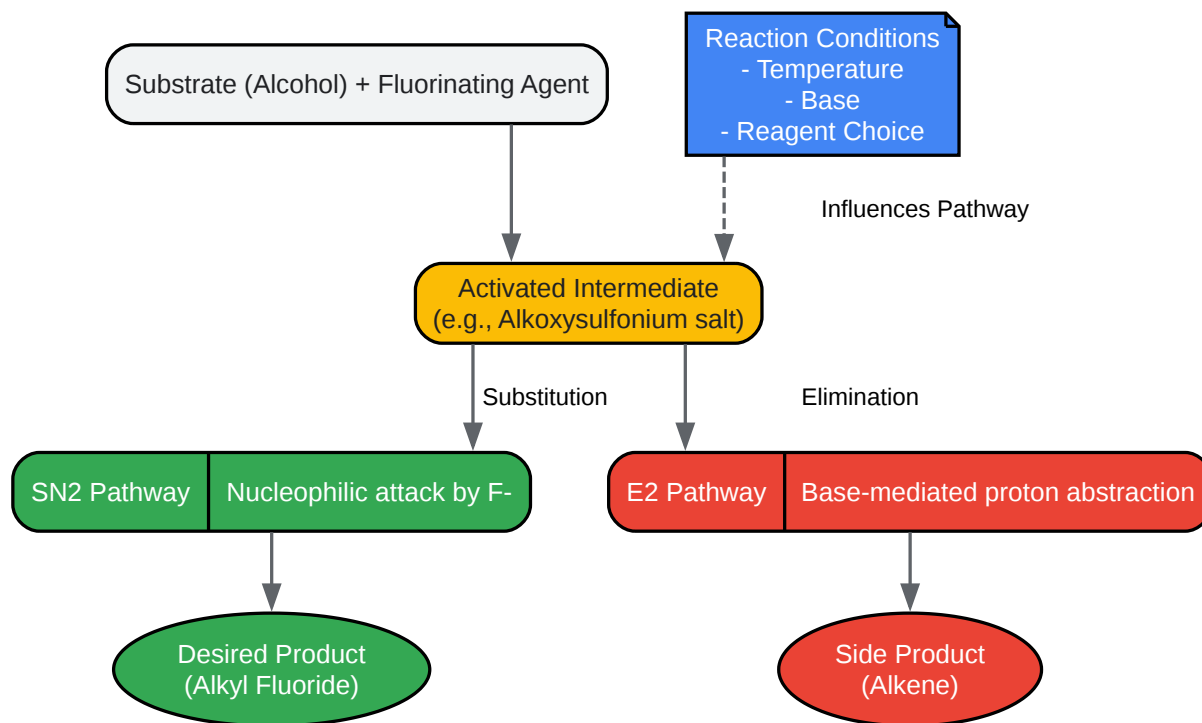 Substrate (Alcohol) + Fluorinating Agent
Reaction Conditions
- Temperature
- Base
- Reagent Choice
Influences Pathway
Activated Intermediate
(e.g., Alkoxysulfonium salt)
Substitution
Elimination
SN2 Pathway
Nucleophilic attack by F-
E2 Pathway
Base-mediated proton abstraction
Desired Product
(Alkyl Fluoride)
Side Product
(Alkene)